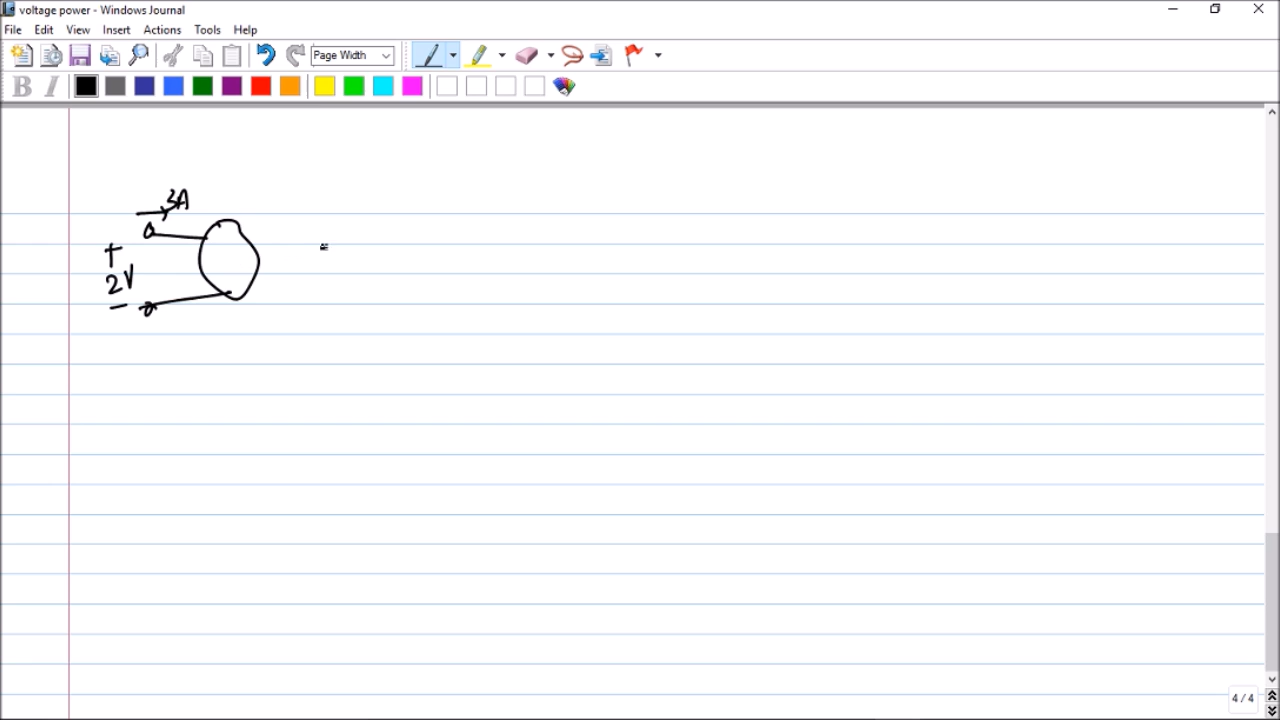 voltage power - Windows Journal
File Edit View Insert Actions Tools Help
Page Width
B I
3A
+
2V
-
4 / 4